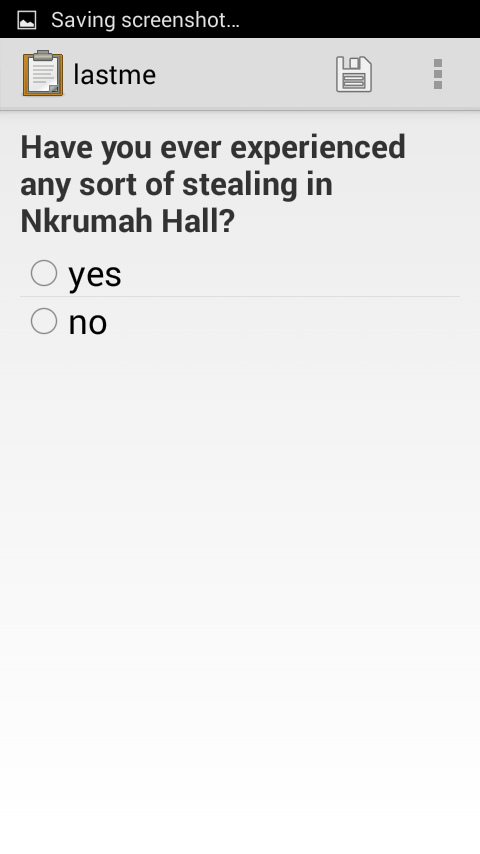 Saving screenshot...
lastme
Have you ever experienced
any sort of stealing in
Nkrumah Hall?
yes
no